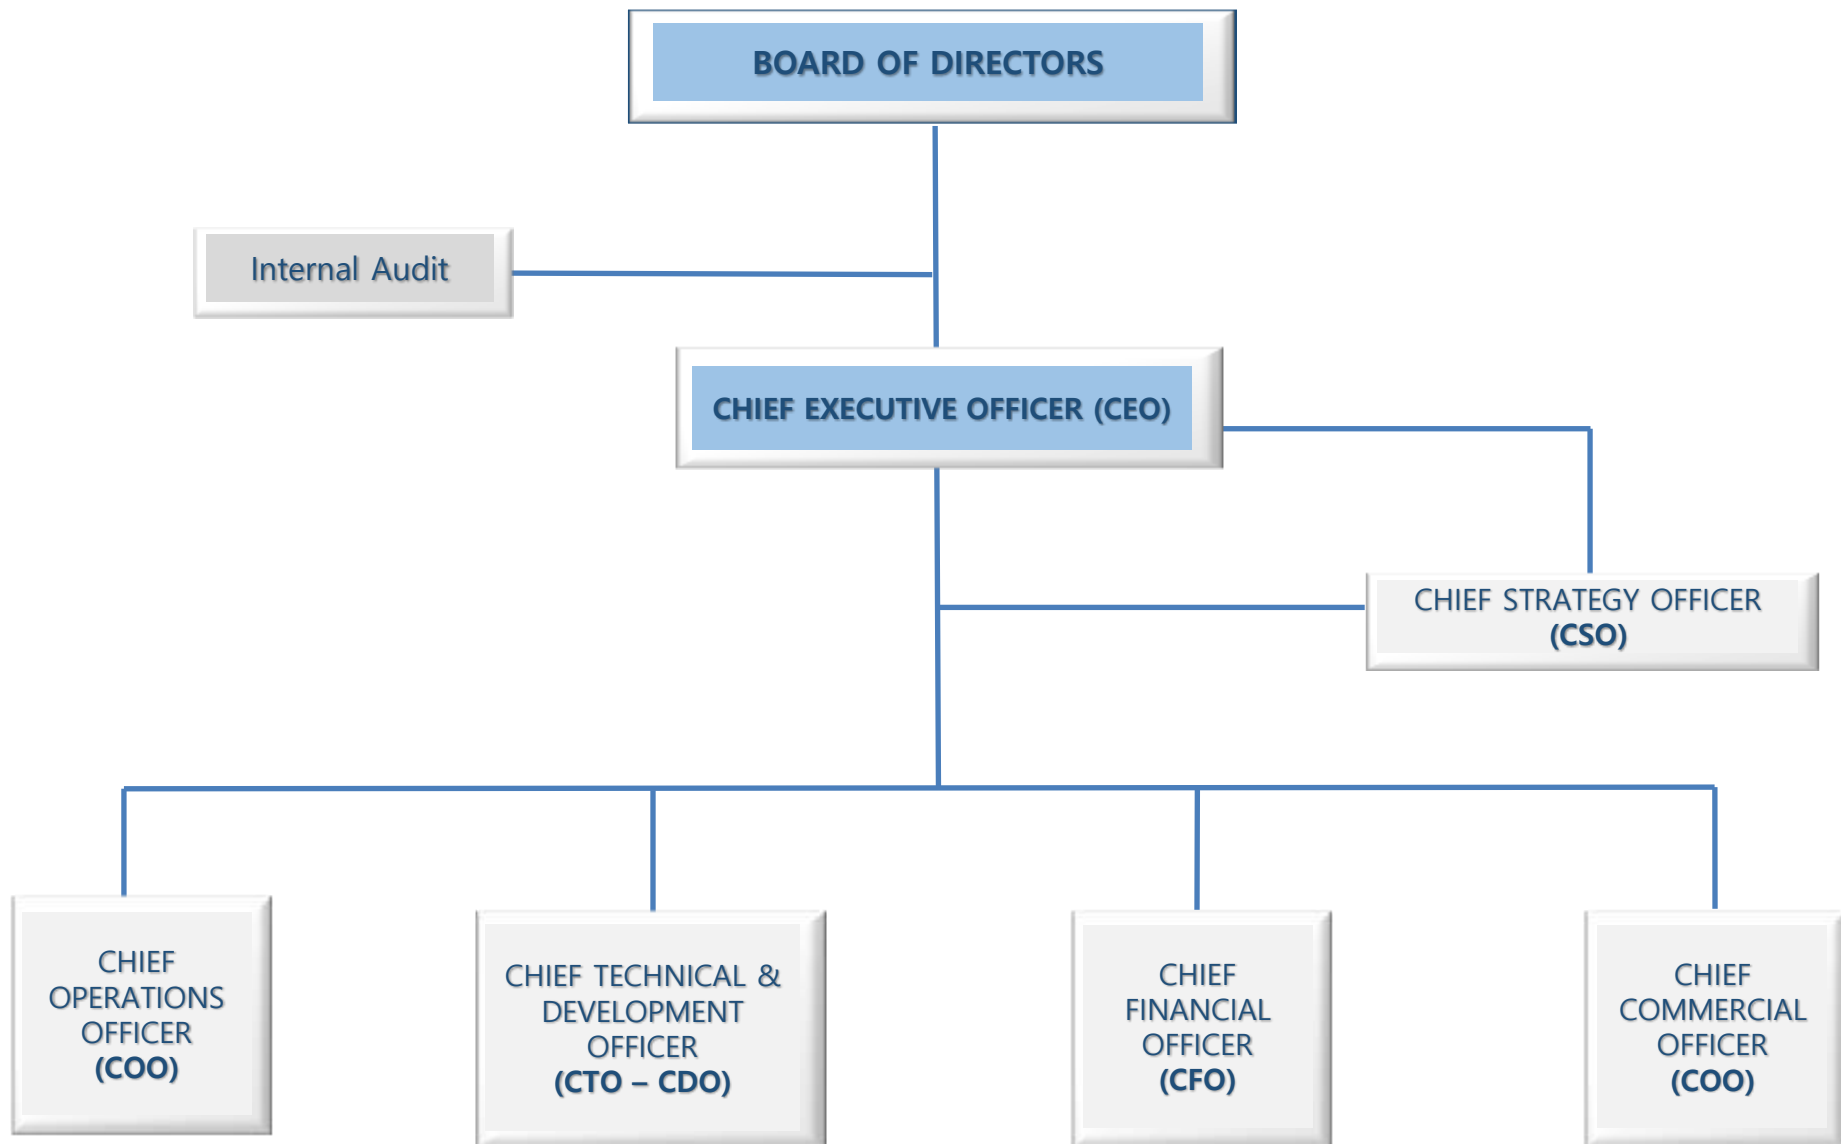 BOARD OF DIRECTORS
Internal Audit
CHIEF EXECUTIVE OFFICER (CEO)
CHIEF STRATEGY OFFICER
(CSO)
CHIEF
OPERATIONS
OFFICER
(COO)
CHIEF TECHNICAL &
DEVELOPMENT
OFFICER
(CTO – CDO)
CHIEF
FINANCIAL
OFFICER
(CFO)
CHIEF
COMMERCIAL
OFFICER
(COO)